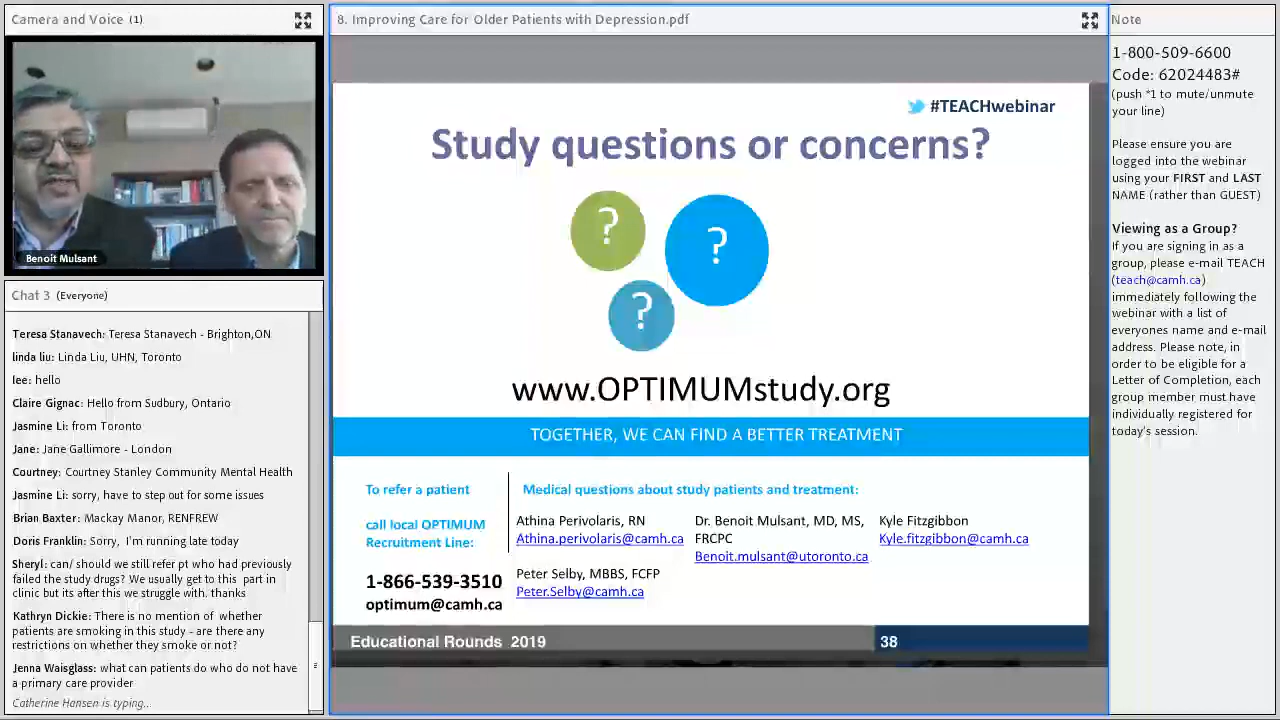 Camera and Voice (1)
Benoit Mulsant
Chat 3 (Everyone)
Teresa Stanavech: Teresa Stanavech - Brighton,ON
linda liu: Linda Liu, UHN, Toronto
lee: hello
Claire Gignac: Hello from Sudbury, Ontario
Jasmine Li: from Toronto
Jane: Jane Gallimore - London
Courtney: Courtney Stanley Community Mental Health
Jasmine Li: sorry, have to step out for some issues
Brian Baxter: Mackay Manor, RENFREW
Doris Franklin: Sorry, I'm running late today
Sheryl: can/ should we still refer pt who had previously
failed the study drugs? We usually get to this part in
clinic but its after this we struggle with. thanks
Kathryn Dickie: There is no mention of whether
patients are smoking in this study - are there any
restrictions on whether they smoke or not?
Jenna Waisglass: what can patients do who do not have
a primary care provider
Catherine Hansen is typing...
8. Improving Care for Older Patients with Depression.pdf
#TEACHwebinar
Study questions or concerns?
?
?
?
www.OPTIMUMstudy.org
TOGETHER, WE CAN FIND A BETTER TREATMENT
To refer a patient
call local OPTIMUM
Recruitment Line:
1-866-539-3510
optimum@camh.ca
Medical questions about study patients and treatment:
Athina Perivolaris, RN
Athina.perivolaris@camh.ca
Peter Selby, MBBS, FCFP
Peter.Selby@camh.ca
Dr. Benoit Mulsant, MD, MS,
FRCPC
Benoit.mulsant@utoronto.ca
Kyle Fitzgibbon
Kyle.fitzgibbon@camh.ca
Educational Rounds 2019
38
Note
1-800-509-6600
Code: 62024483#
(push *1 to mute/unmute
your line)
Please ensure you are
logged into the webinar
using your FIRST and LAST
NAME (rather than GUEST)
Viewing as a Group?
If you are signing in as a
group, please e-mail TEACH
(teach@camh.ca)
immediately following the
webinar with a list of
everyones name and e-mail
address. Please note, in
order to be eligible for a
Letter of Completion, each
group member must have
individually registered for
today's session.